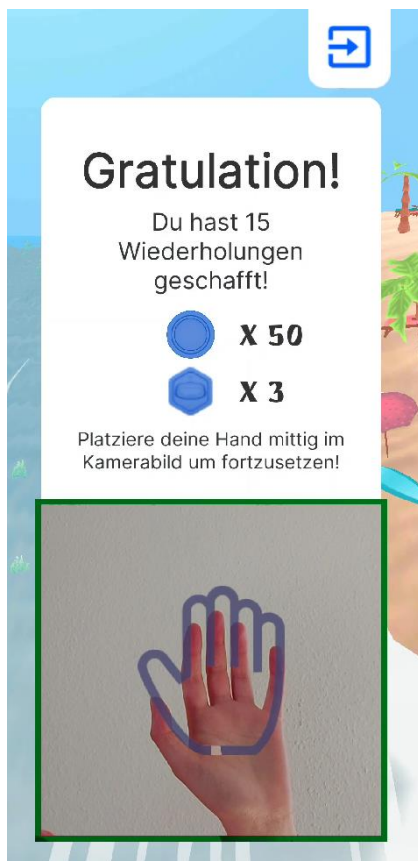 Gratulation!
Du hast 15
Wiederholungen
geschafft!
X 50
X 3
Platziere deine Hand mittig im
Kamerabild um fortzusetzen!